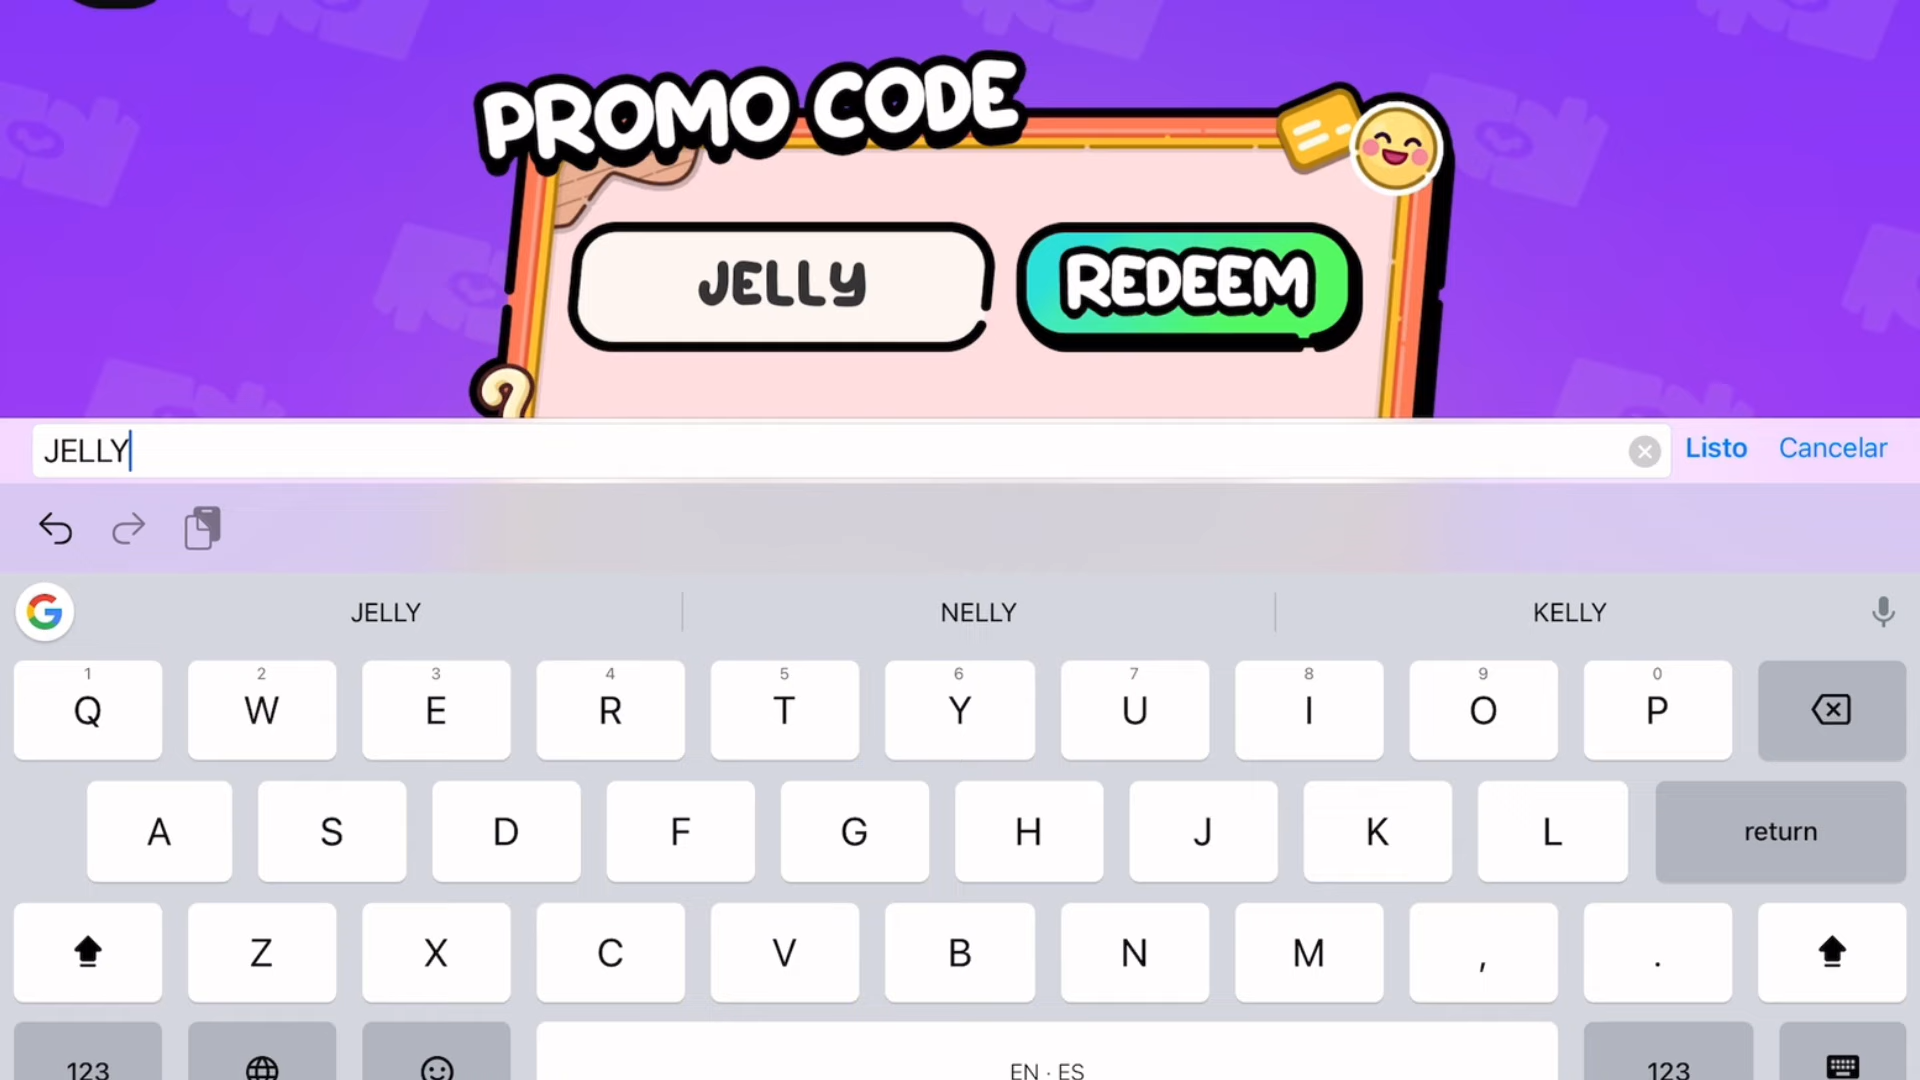 PROMO CODE
JELLY REDEEM
JELLY Listo Cancelar
JELLY NELLY KELLY
1 2 3 4 5 6 7 8 9 0
Q W E R T Y U I O P
A S D F G H J K L return
Z X C V B N M , .
123 EN · ES 123